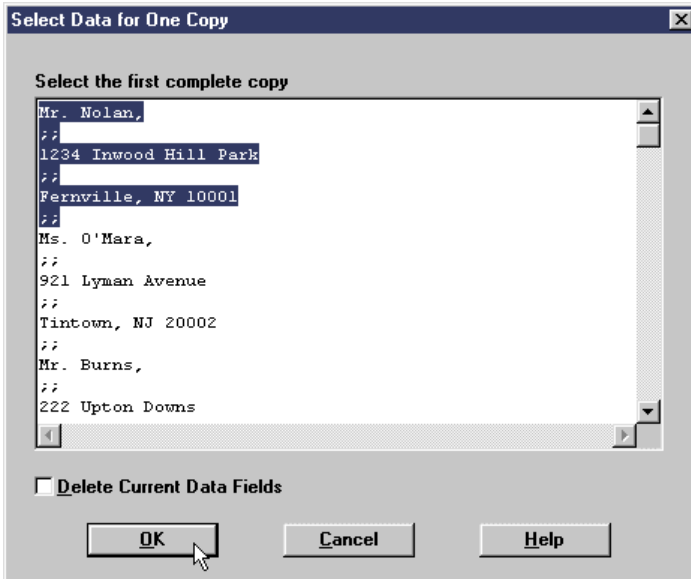 Select Data for One Copy
Select the first complete copy
Mr. Nolan,
;;
1234 Inwood Hill Park
;;
Fernville, NY 10001
;;
Ms. O'Mara,
;;
921 Lyman Avenue
;;
Tintown, NJ 20002
;;
Mr. Burns,
;;
222 Upton Downs
Delete Current Data Fields
OK Cancel Help